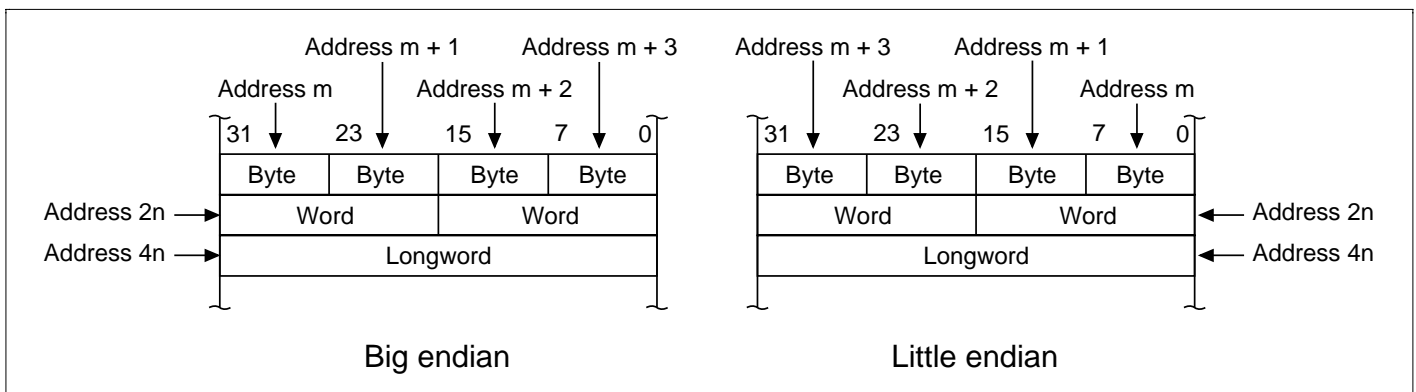 Address m + 1 Address m + 3 Address m + 3 Address m + 1
Address m Address m + 2 Address m + 2 Address m
31 23 15 7 0 31 23 15 7 0
Byte Byte Byte Byte Byte Byte Byte Byte
Address 2n Word Word Word Word Address 2n
Address 4n Longword Longword Address 4n
Big endian Little endian